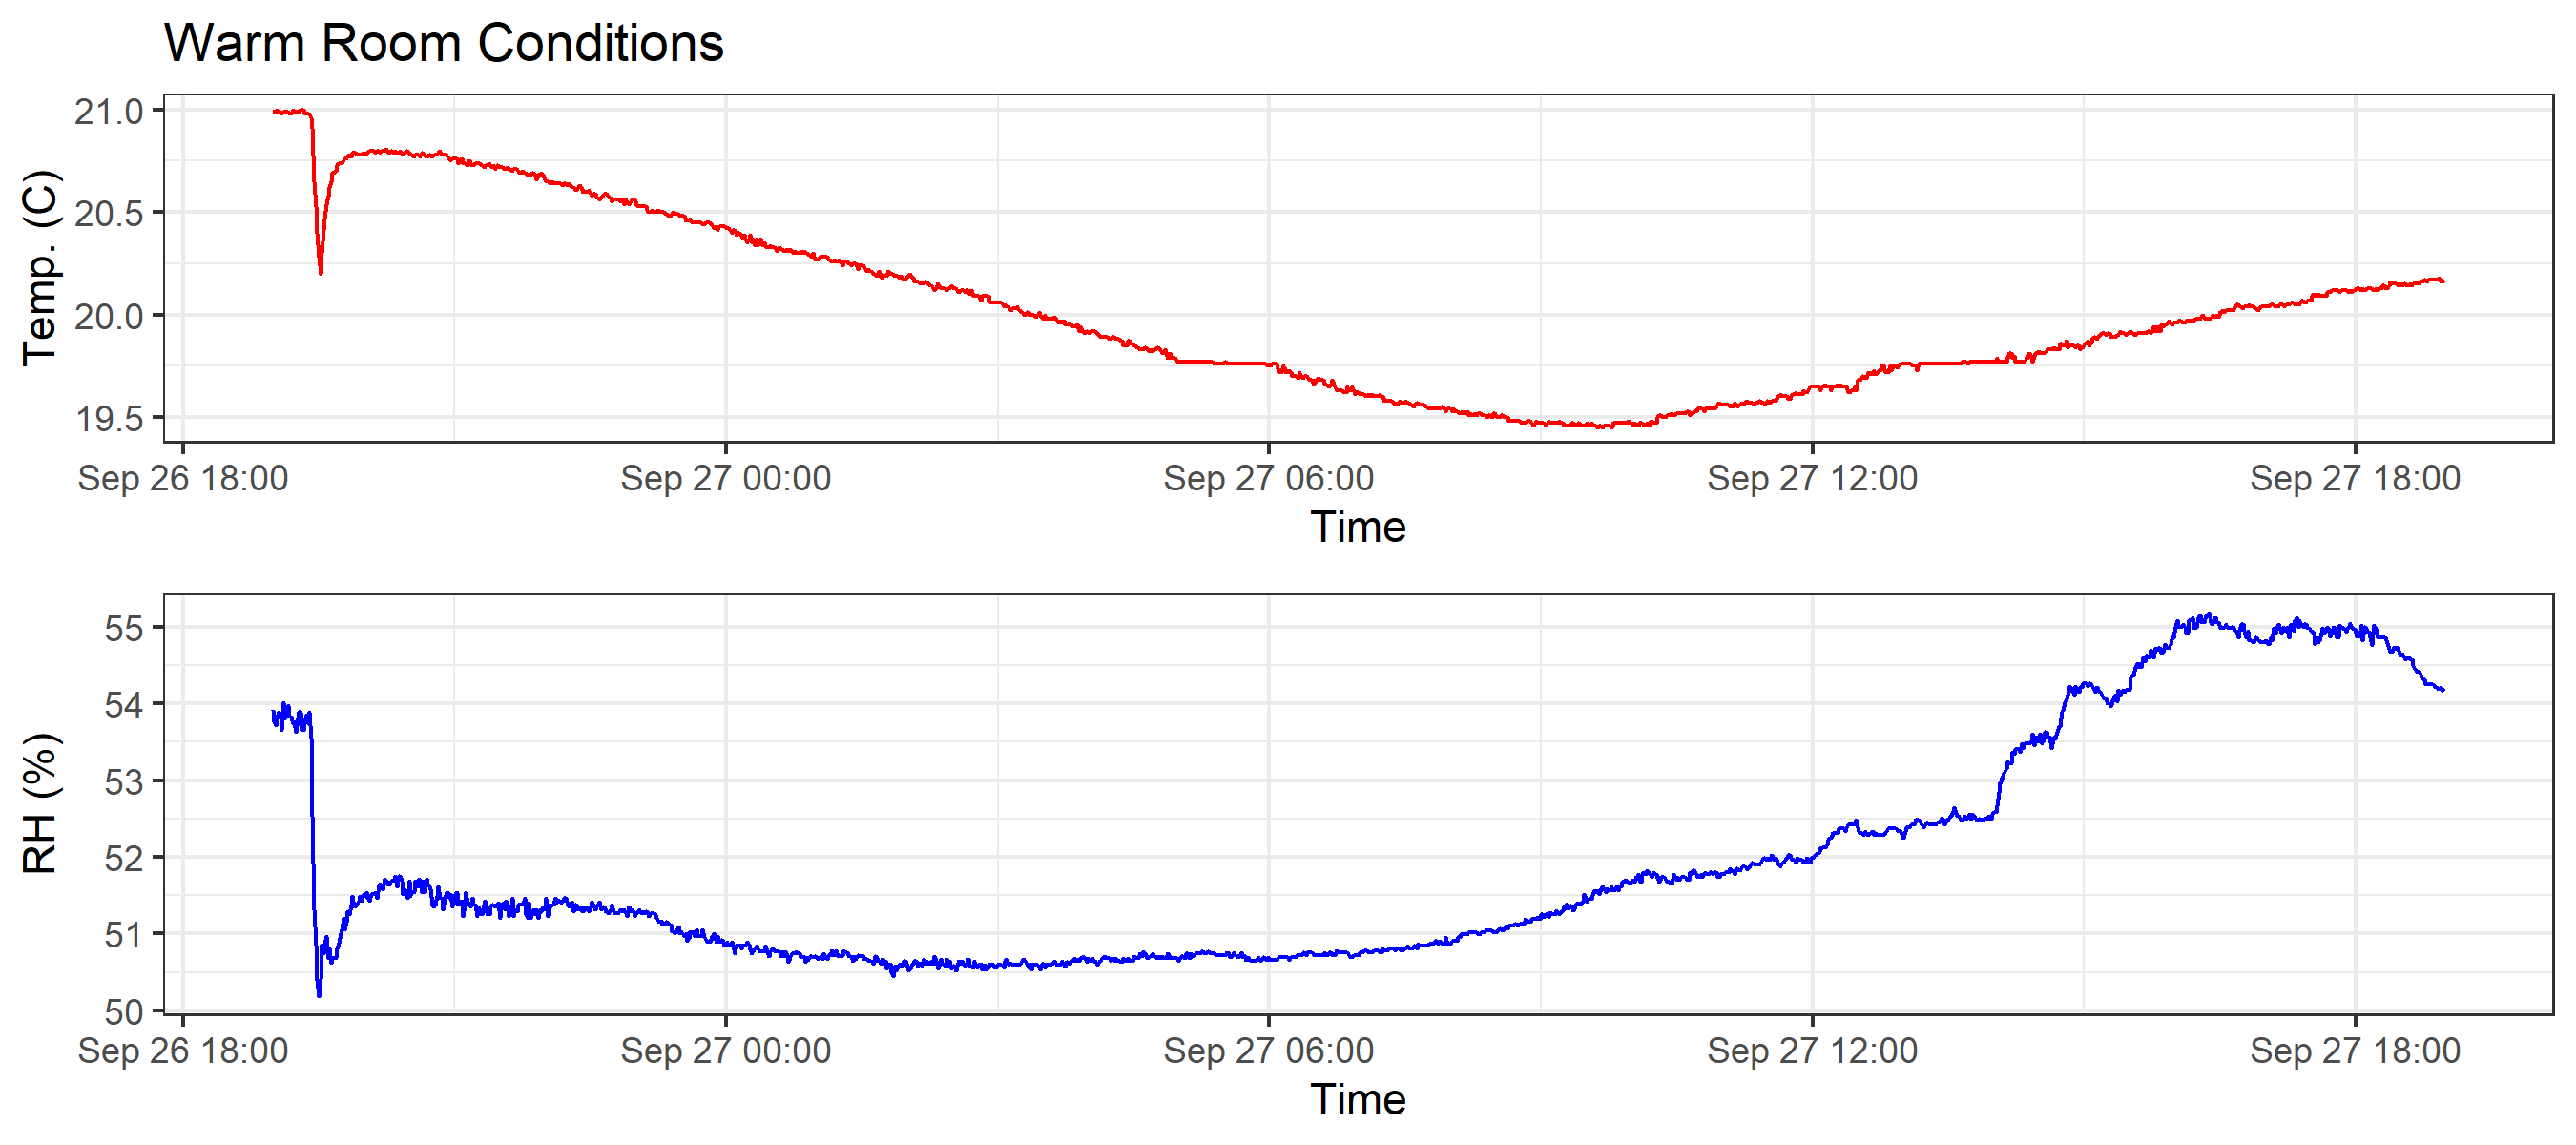 Warm Room Conditions
Temp. (C)
21.0
20.5
20.0
19.5
Sep 26 18:00 Sep 27 00:00 Sep 27 06:00 Sep 27 12:00 Sep 27 18:00
Time
RH (%)
55
54
53
52
51
50
Sep 26 18:00 Sep 27 00:00 Sep 27 06:00 Sep 27 12:00 Sep 27 18:00
Time